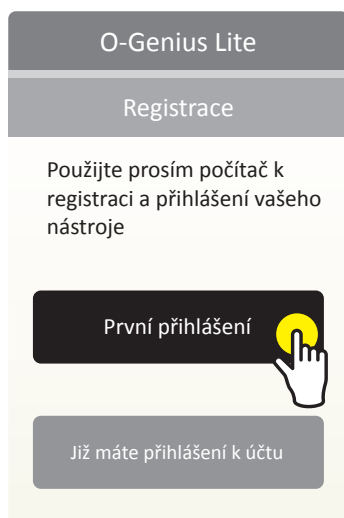 O-Genius Lite
Registrace
Použijte prosím počítač k
registraci a přihlášení vašeho
nástroje
První přihlášení
Již máte přihlášení k účtu